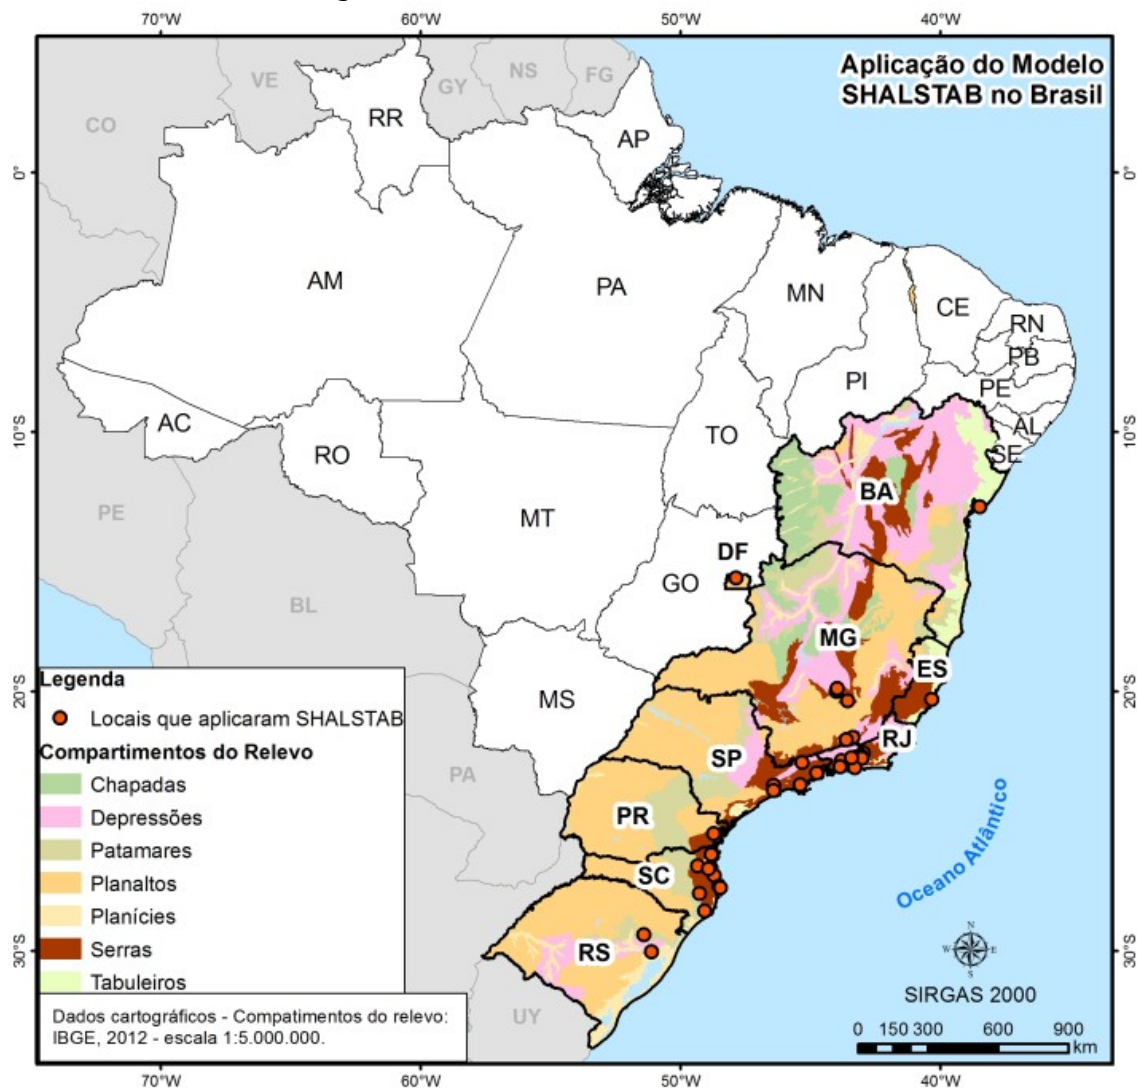 70°W 60°W 50°W 40°W
Aplicação do Modelo
SHALSTAB no Brasil
VE
GY
NS
FG
CO
RR
AP
0°
0°
AM
PA
MN
CE
RN
PB
PI
PE
AL
SE
AC
10°S
10°S
RO
TO
BA
PE
MT
DF
GO
BL
MG
ES
MS
20°S
20°S
RJ
SP
PA
PR
SC
RS
UY
Oceano Atlântico
30°S
30°S
Legenda
Locais que aplicaram SHALSTAB
Compartimentos do Relevo
Chapadas
Depressões
Patamares
Planaltos
Planícies
Serras
Tabuleiros
Dados cartográficos - Compatimentos do relevo:
IBGE, 2012 - escala 1:5.000.000.
N
W E
S
SIRGAS 2000
0 150 300 600 900
km
70°W 60°W 50°W 40°W